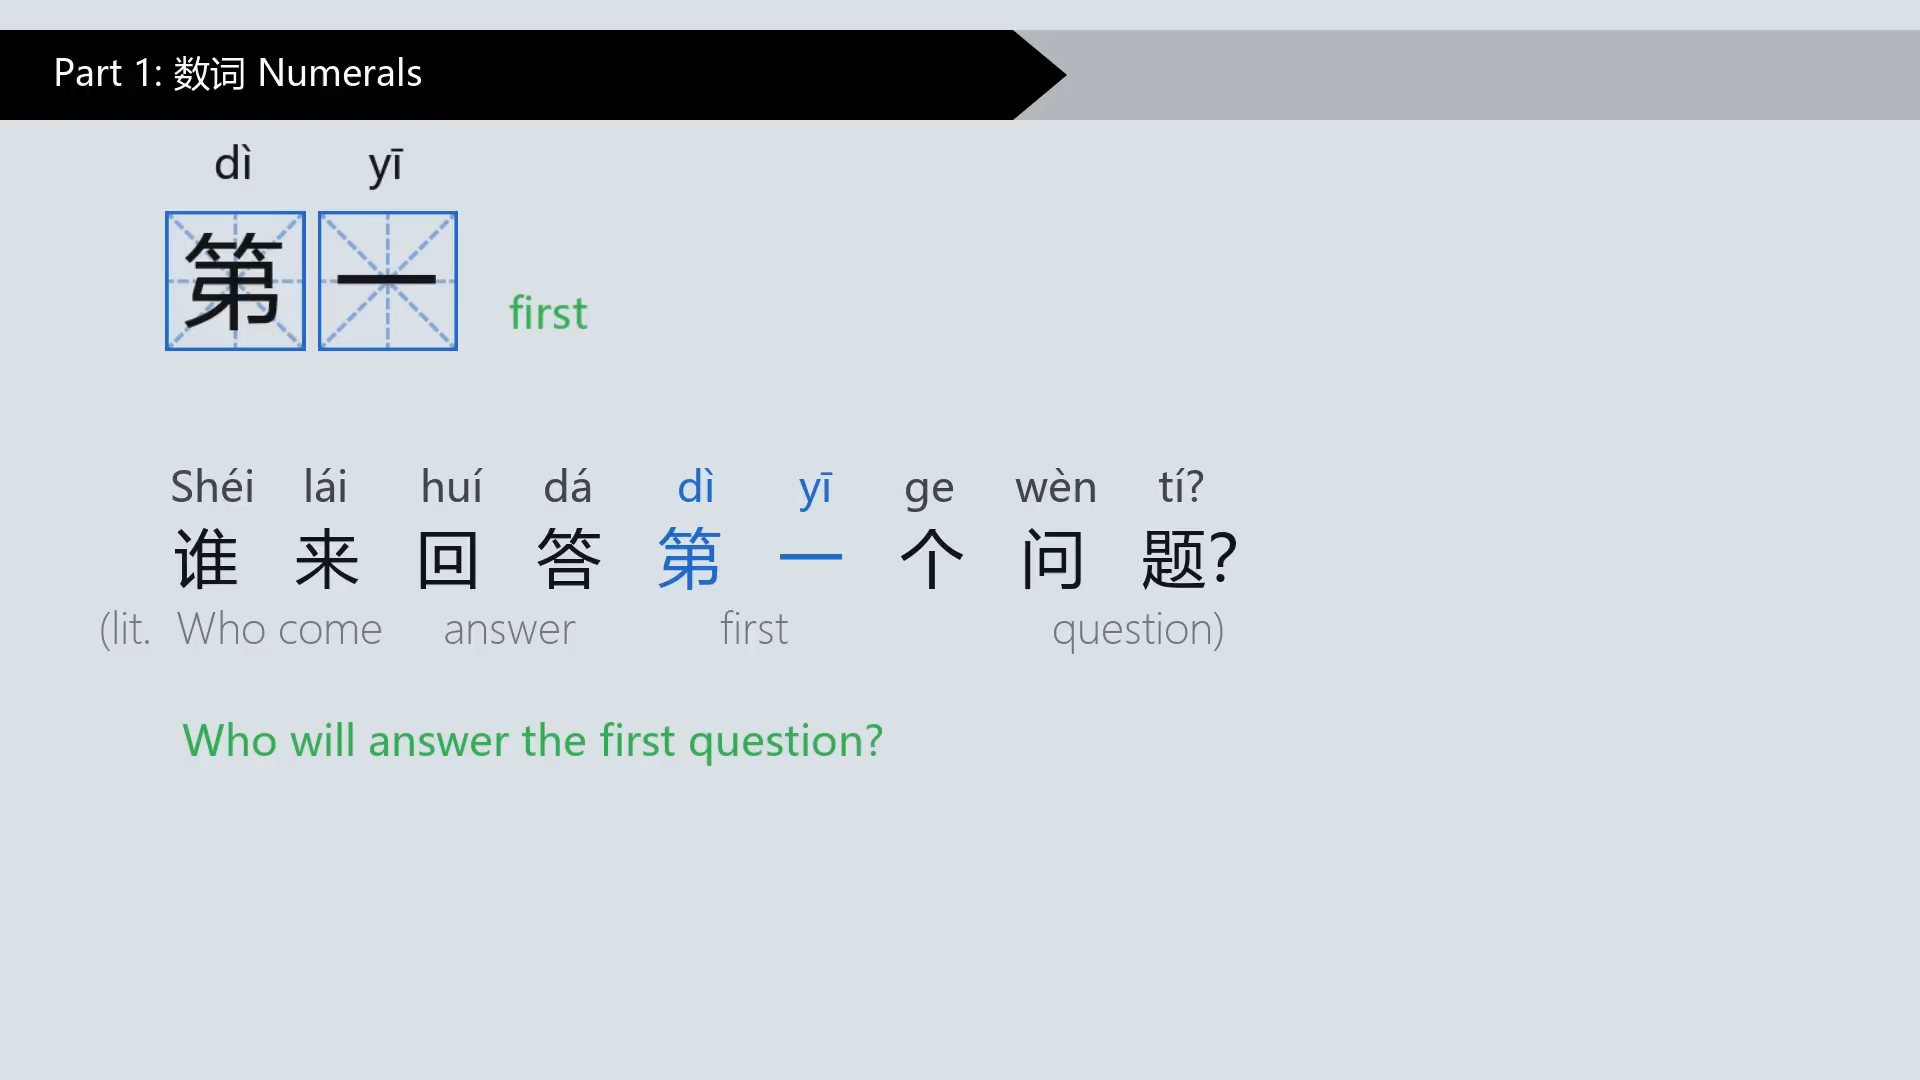 Part 1: 数词 Numerals
dì yī
第一 first
Shéi lái huí dá dì yī ge wèn tí?
谁来回答第一个问题?
(lit. Who come answer first question)
Who will answer the first question?